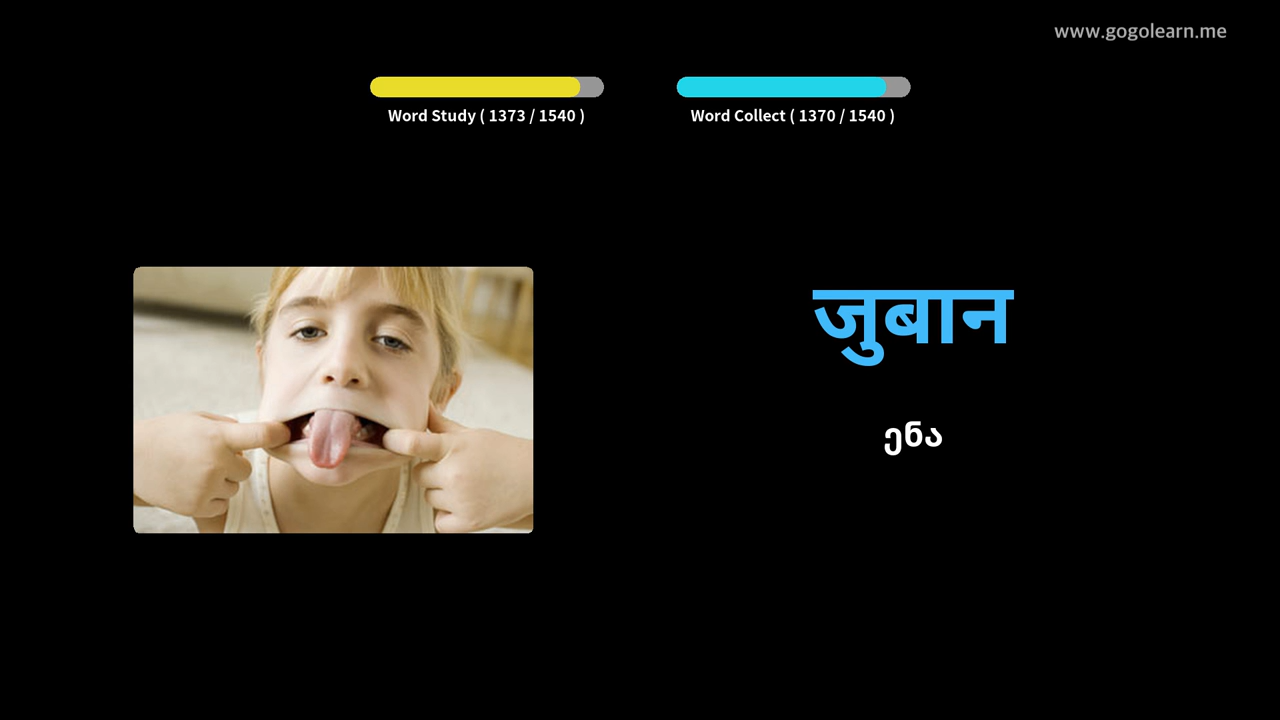 www.gogolearn.me
Word Study ( 1373 / 1540 )
Word Collect ( 1370 / 1540 )
जुबान
ენა